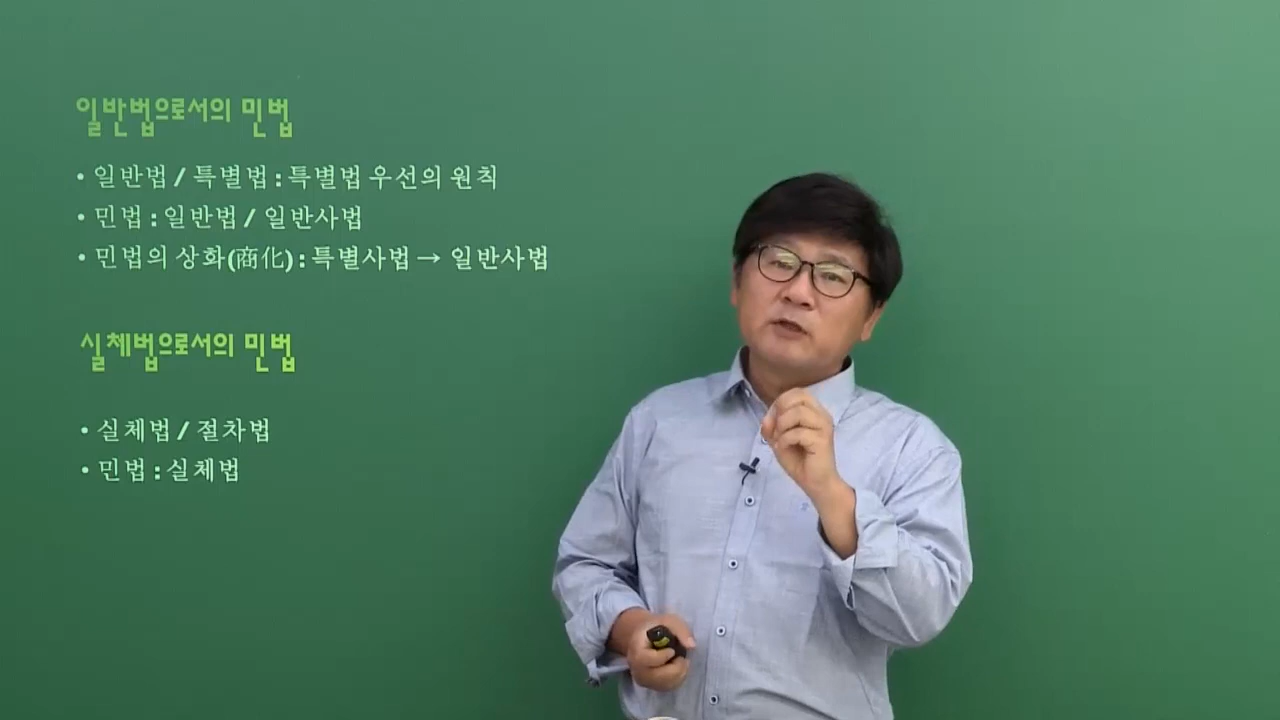 일반법으로서의 민법
• 일반법 / 특별법 : 특별법 우선의 원칙
• 민법 : 일반법 / 일반사법
• 민법의 상화(商化) : 특별사법 → 일반사법
실체법으로서의 민법
• 실체법 / 절차법
• 민법 : 실체법